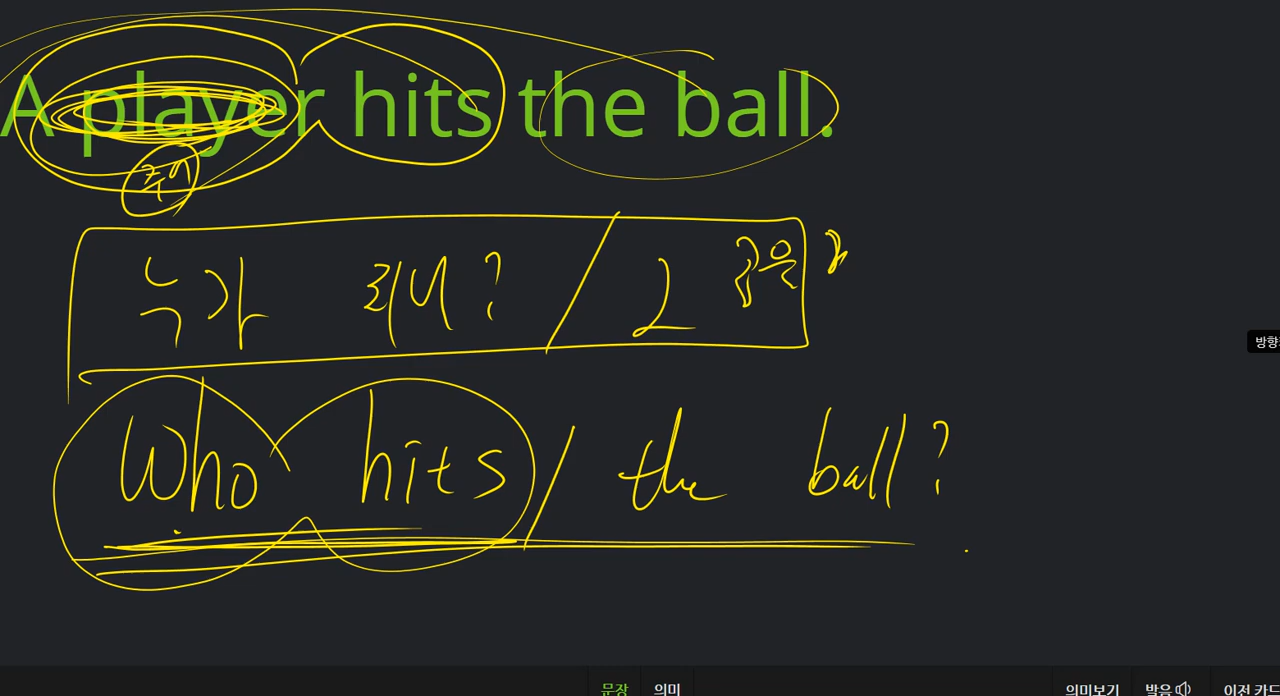 A player hits the ball.
주어
누가 치니? / 그 공을
Who hits / the ball?
방향
문장 의미 의미보기 발음 이전 카드